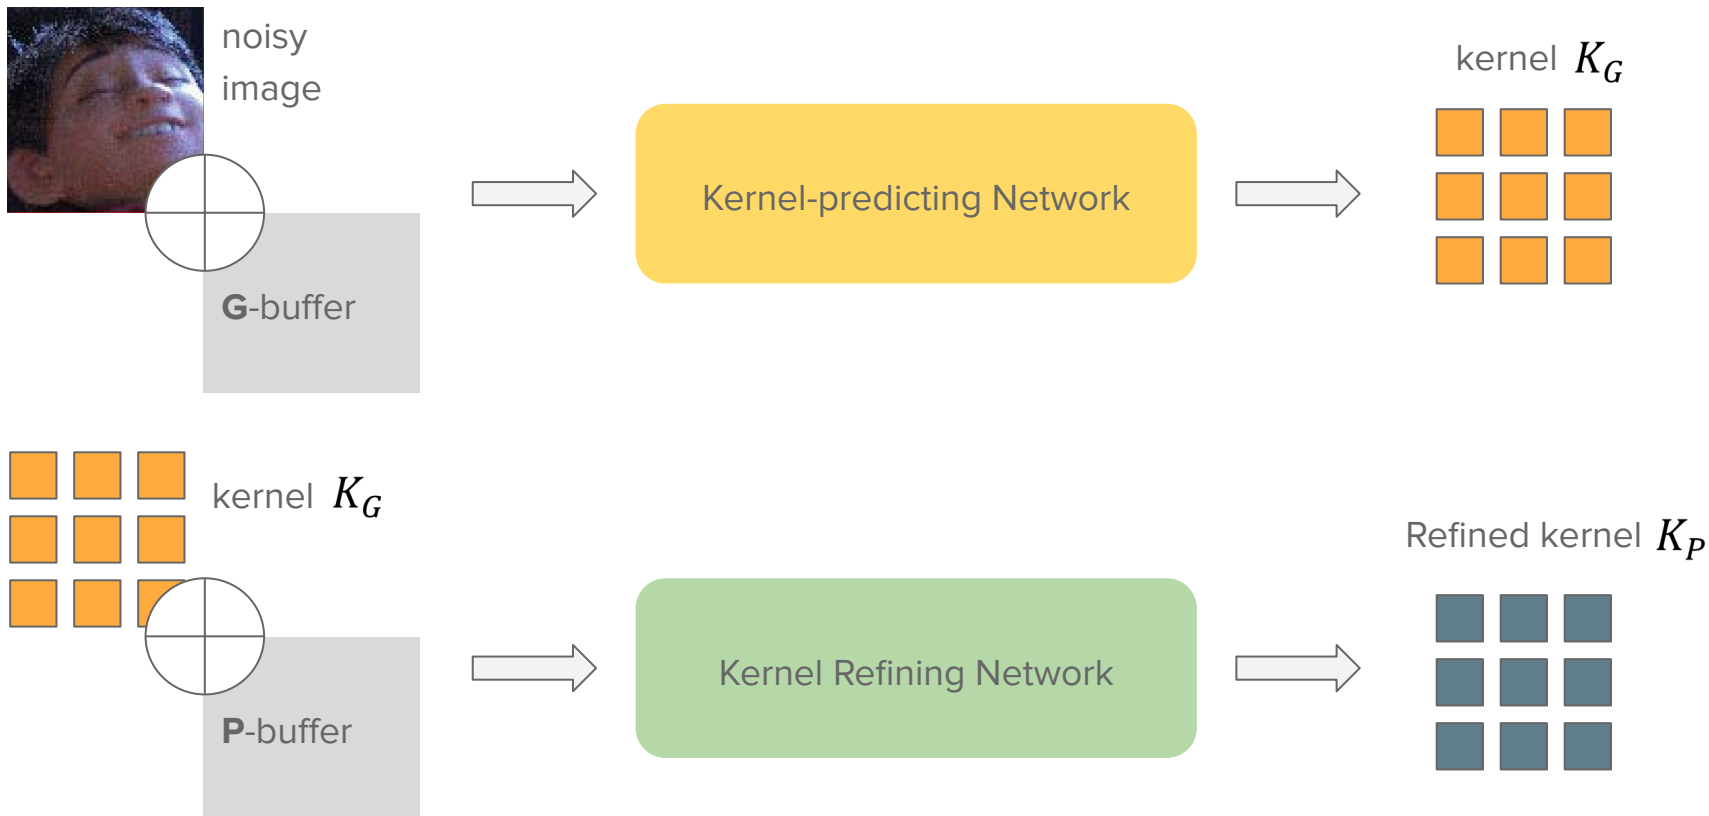 noisy
image
Kernel-predicting Network
kernel K_G
G-buffer
kernel K_G
Kernel Refining Network
Refined kernel K_P
P-buffer